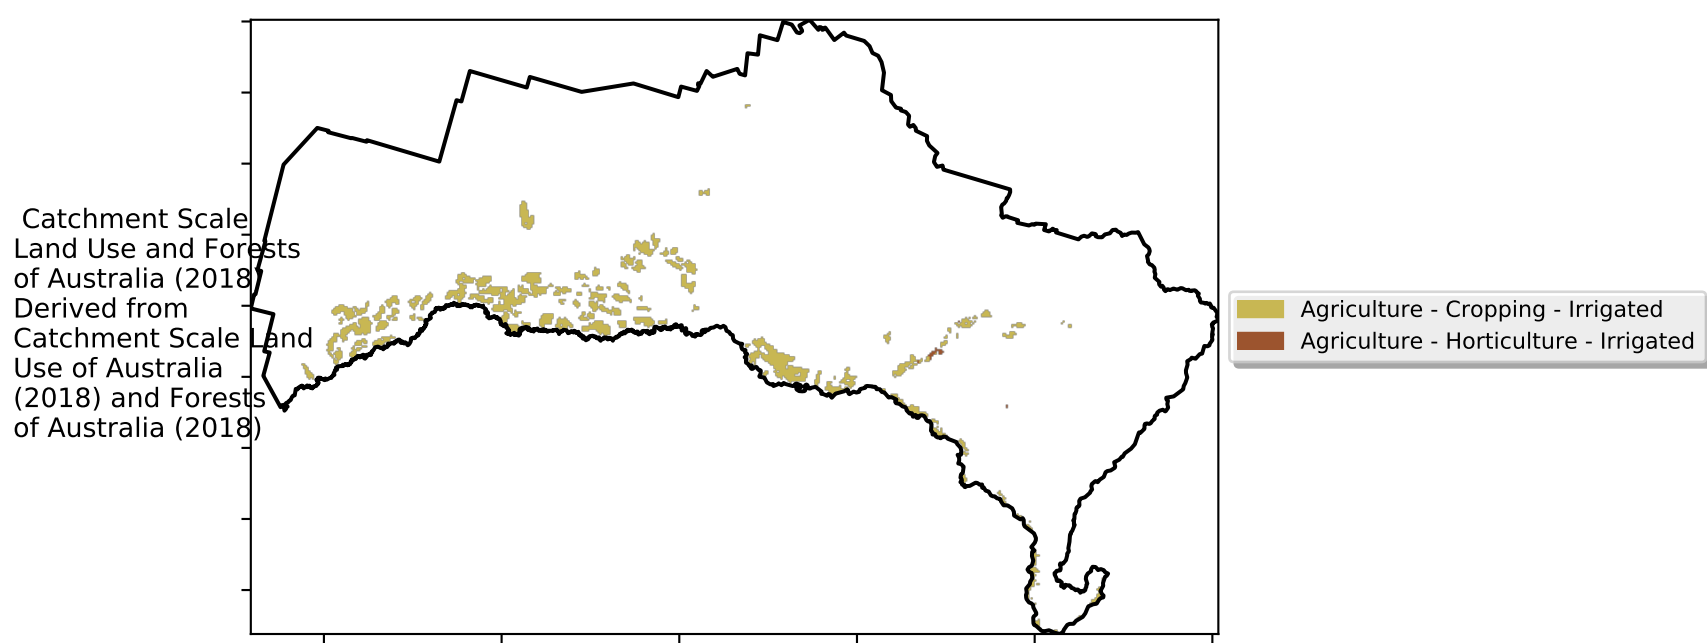 Catchment Scale
Land Use and Forests
of Australia (2018)
Derived from
Catchment Scale Land
Use of Australia
(2018) and Forests
of Australia (2018)
Agriculture - Cropping - Irrigated
Agriculture - Horticulture - Irrigated